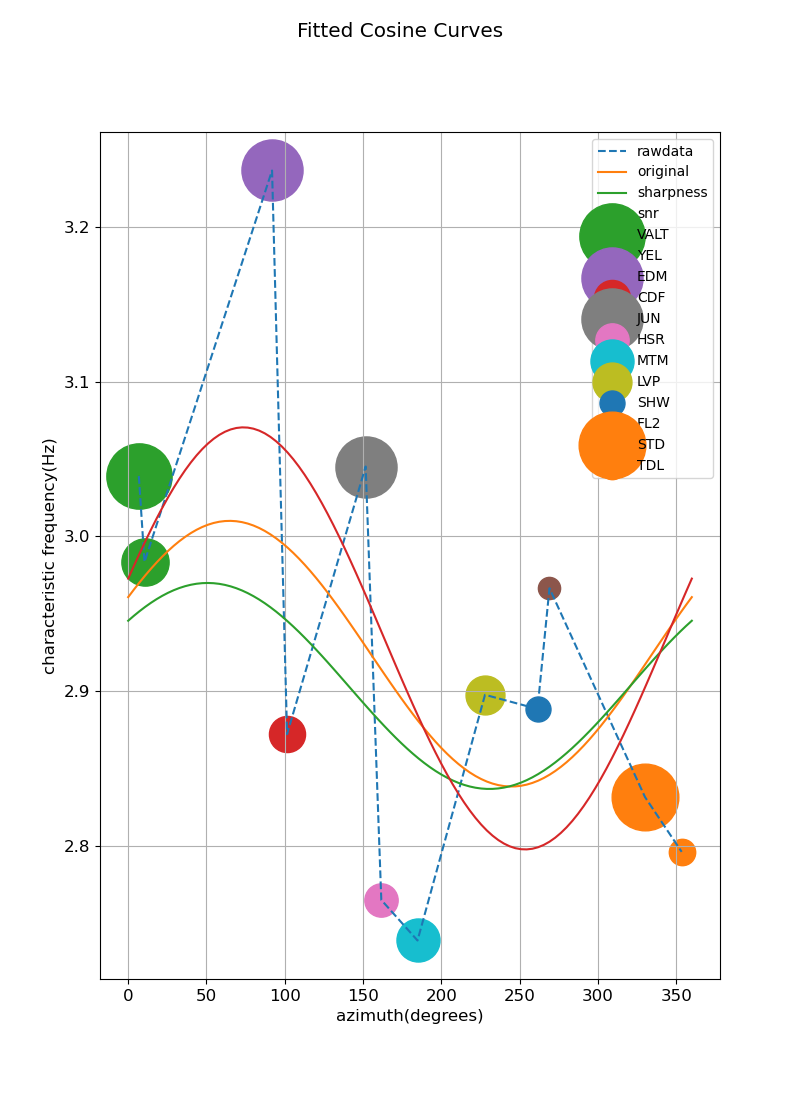 Fitted Cosine Curves
rawdata
original
sharpness
snr
VALT
YEL
EDM
CDF
JUN
HSR
MTM
LVP
SHW
FL2
STD
TDL
3.2
3.1
3.0
2.9
2.8
characteristic frequency(Hz)
0 50 100 150 200 250 300 350
azimuth(degrees)